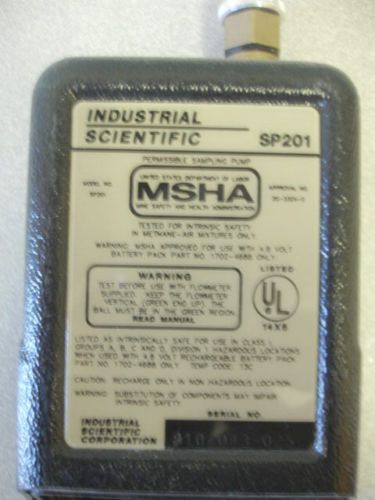 INDUSTRIAL
SCIENTIFIC SP201
PERMISSIBLE SAMPLING PUMP
MODEL NO. UNITED STATES DEPARTMENT OF LABOR APPROVAL NO.
SP201 MSHA
MINE SAFETY AND HEALTH ADMINISTRATION
TESTED FOR INTRINSIC SAFETY
IN METHANE-AIR MIXTURES ONLY
WARNING: MSHA APPROVED FOR USE WITH 4.8 VOLT
BATTERY PACK PART NO. 1702-4688 ONLY
WARNING
TEST BEFORE USE WITH FLOWMETER
SUPPLIED. KEEP THE FLOWMETER
VERTICAL (GREEN END UP). THE
BALL MUST BE IN THE GREEN REGION.
READ MANUAL
LISTED
UL
14X8
LISTED AS INTRINSICALLY SAFE FOR USE IN CLASS I,
GROUPS A, B, C AND D, DIVISION 1 HAZARDOUS LOCATIONS
WHEN USED WITH 4.8 VOLT RECHARGEABLE BATTERY PACK
PART NO. 1702-4688 ONLY. TEMP CODE: T3C
CAUTION: RECHARGE ONLY IN NON HAZARDOUS LOCATION
WARNING: SUBSTITUTION OF COMPONENTS MAY IMPAIR
INTRINSIC SAFETY
INDUSTRIAL
SCIENTIFIC
CORPORATION
SERIAL NO.